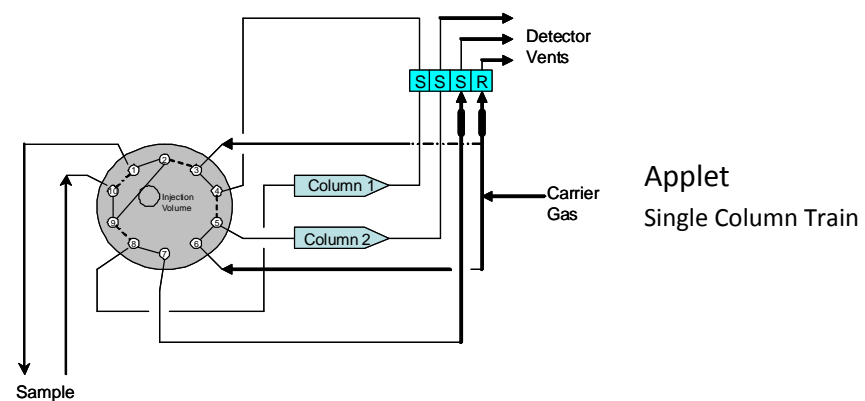 Detector
Vents
S S S R
1 2 3 4 5 6 7 8 9 10
Injection
Volume
Column 1
Column 2
Carrier
Gas
Applet
Single Column Train
Sample